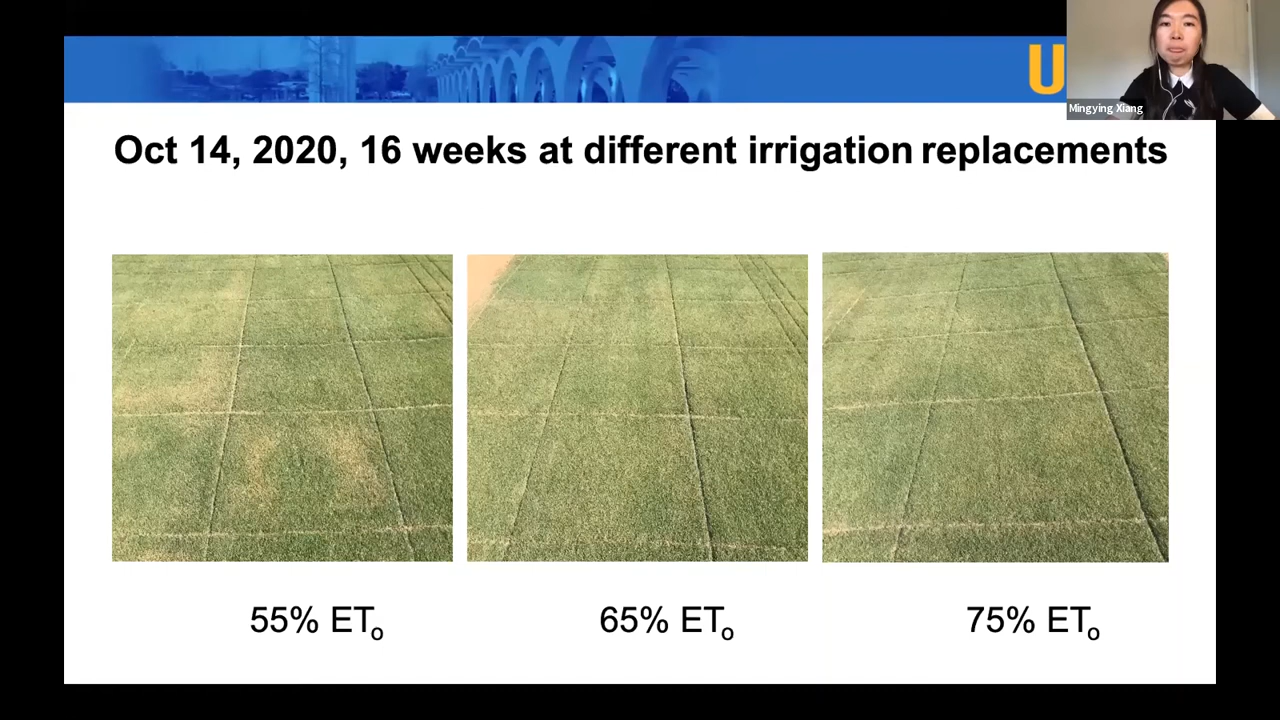 U
Mingying Xiang
Oct 14, 2020, 16 weeks at different irrigation replacements
55% ETo
65% ETo
75% ETo